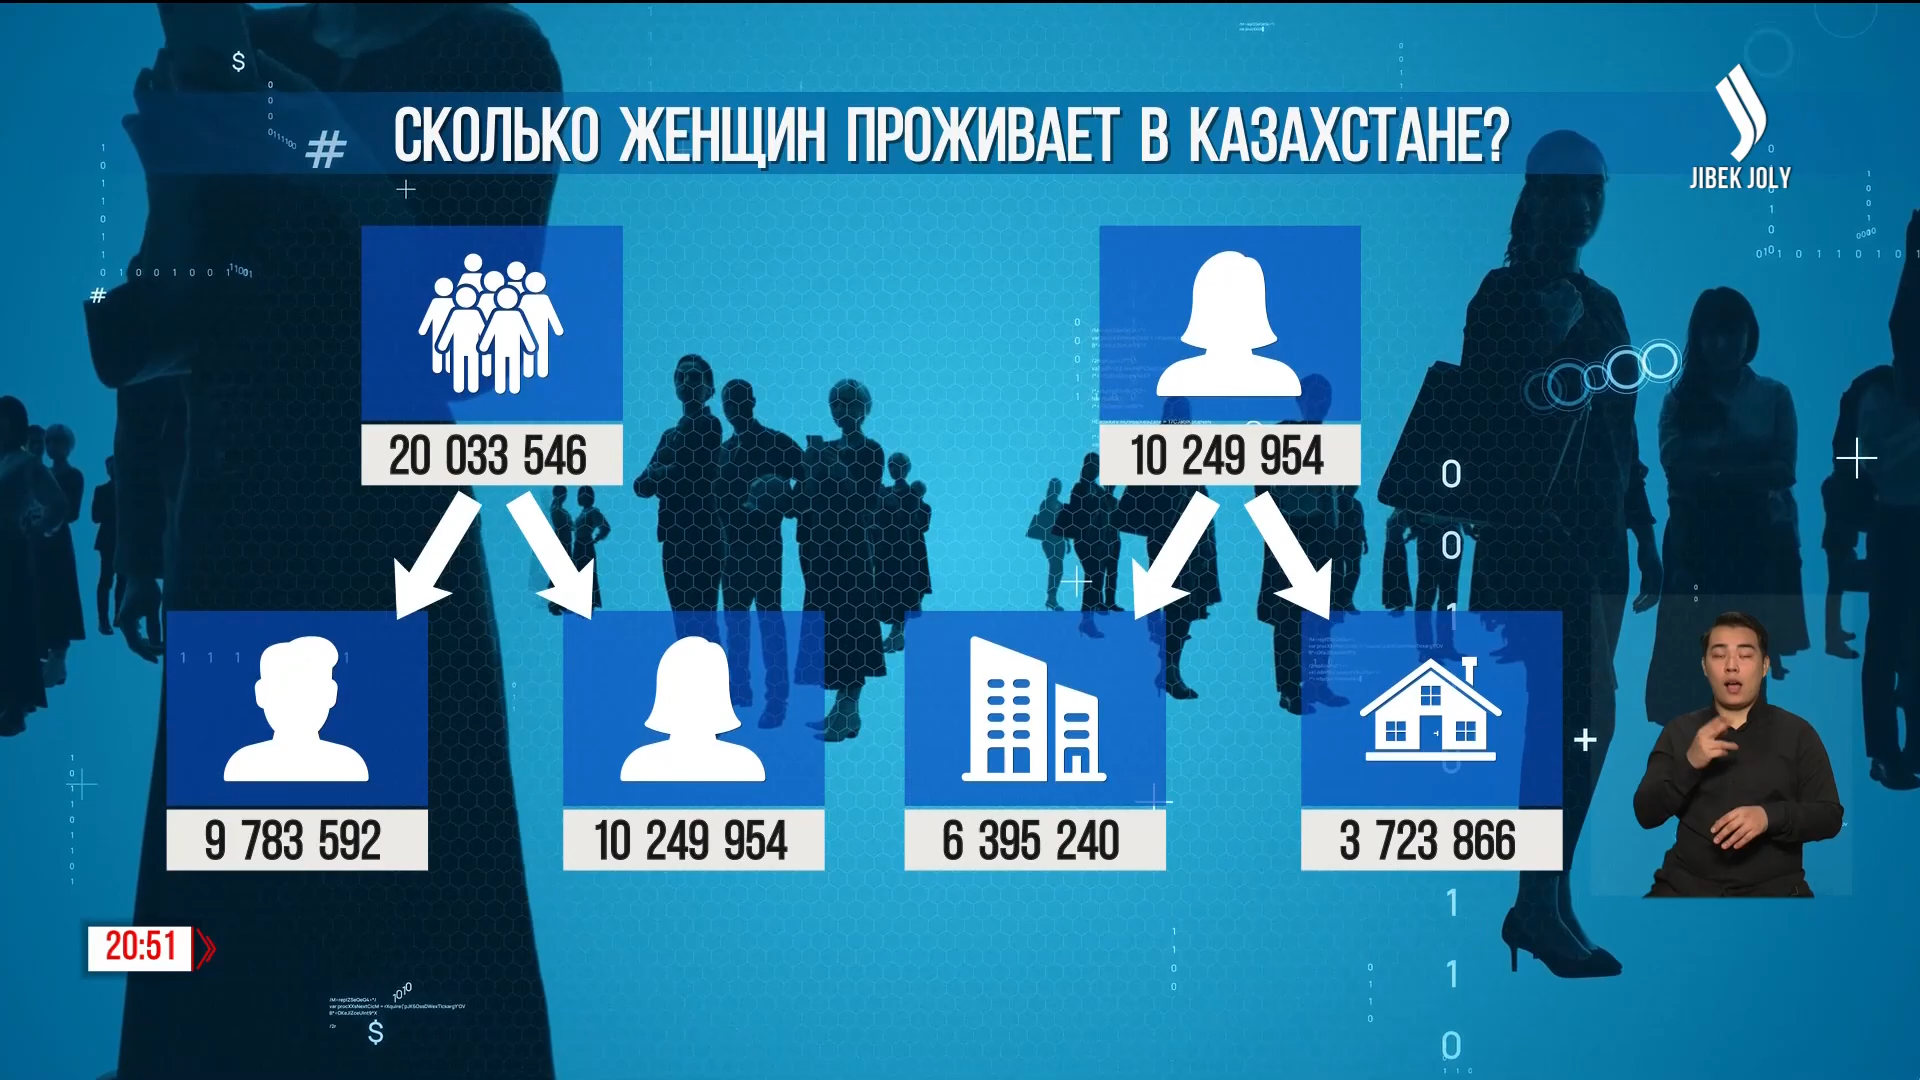 # СКОЛЬКО ЖЕНЩИН ПРОЖИВАЕТ В КАЗАХСТАНЕ?
JIBEK JOLY
20 033 546
10 249 954
9 783 592
10 249 954
6 395 240
3 723 866
20:51